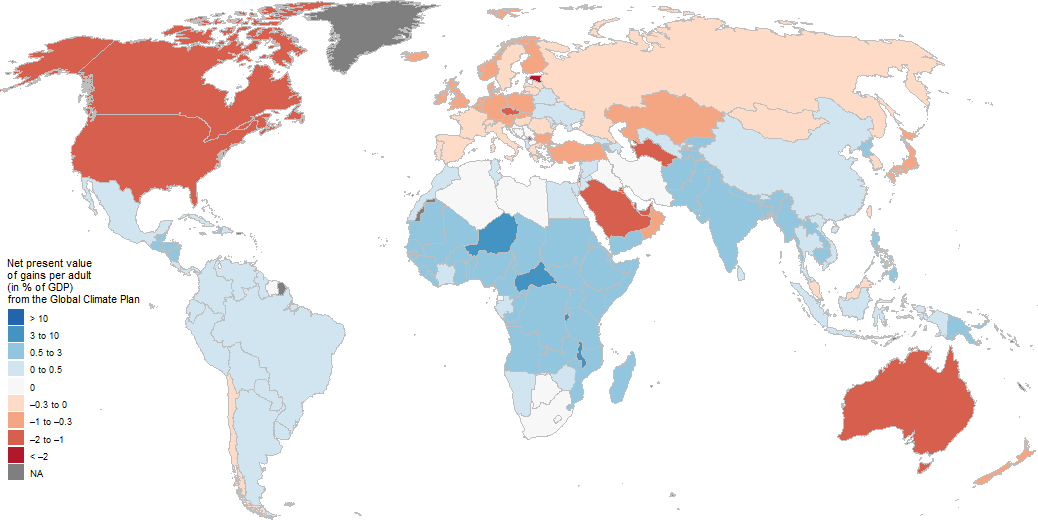 Net present value
of gains per adult
(in % of GDP)
from the Global Climate Plan
> 10
3 to 10
0.5 to 3
0 to 0.5
0
–0.3 to 0
–1 to –0.3
–2 to –1
< –2
NA